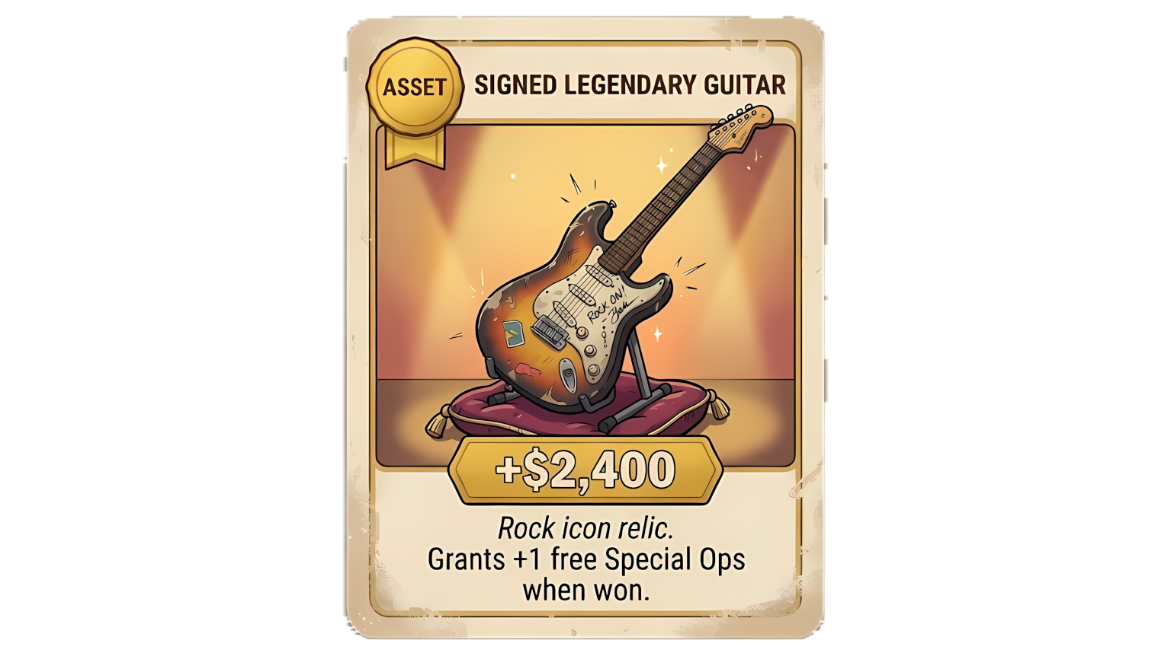 ASSET
SIGNED LEGENDARY GUITAR
ROCK ON!
+$2,400
Rock icon relic.
Grants +1 free Special Ops
when won.